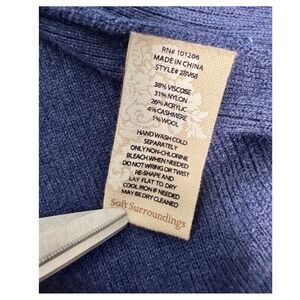 RN# 101206
MADE IN CHINA
STYLE# 2BV68
38% VISCOSE
31% NYLON
26% ACRYLIC
4% CASHMERE
1% WOOL
HAND WASH COLD
SEPARATELY
ONLY NON-CHLORINE
BLEACH WHEN NEEDED
DO NOT WRING OR TWIST
RE-SHAPE AND
LAY FLAT TO DRY
COOL IRON IF NEEDED
MAY BE DRY CLEANED
Soft Surroundings